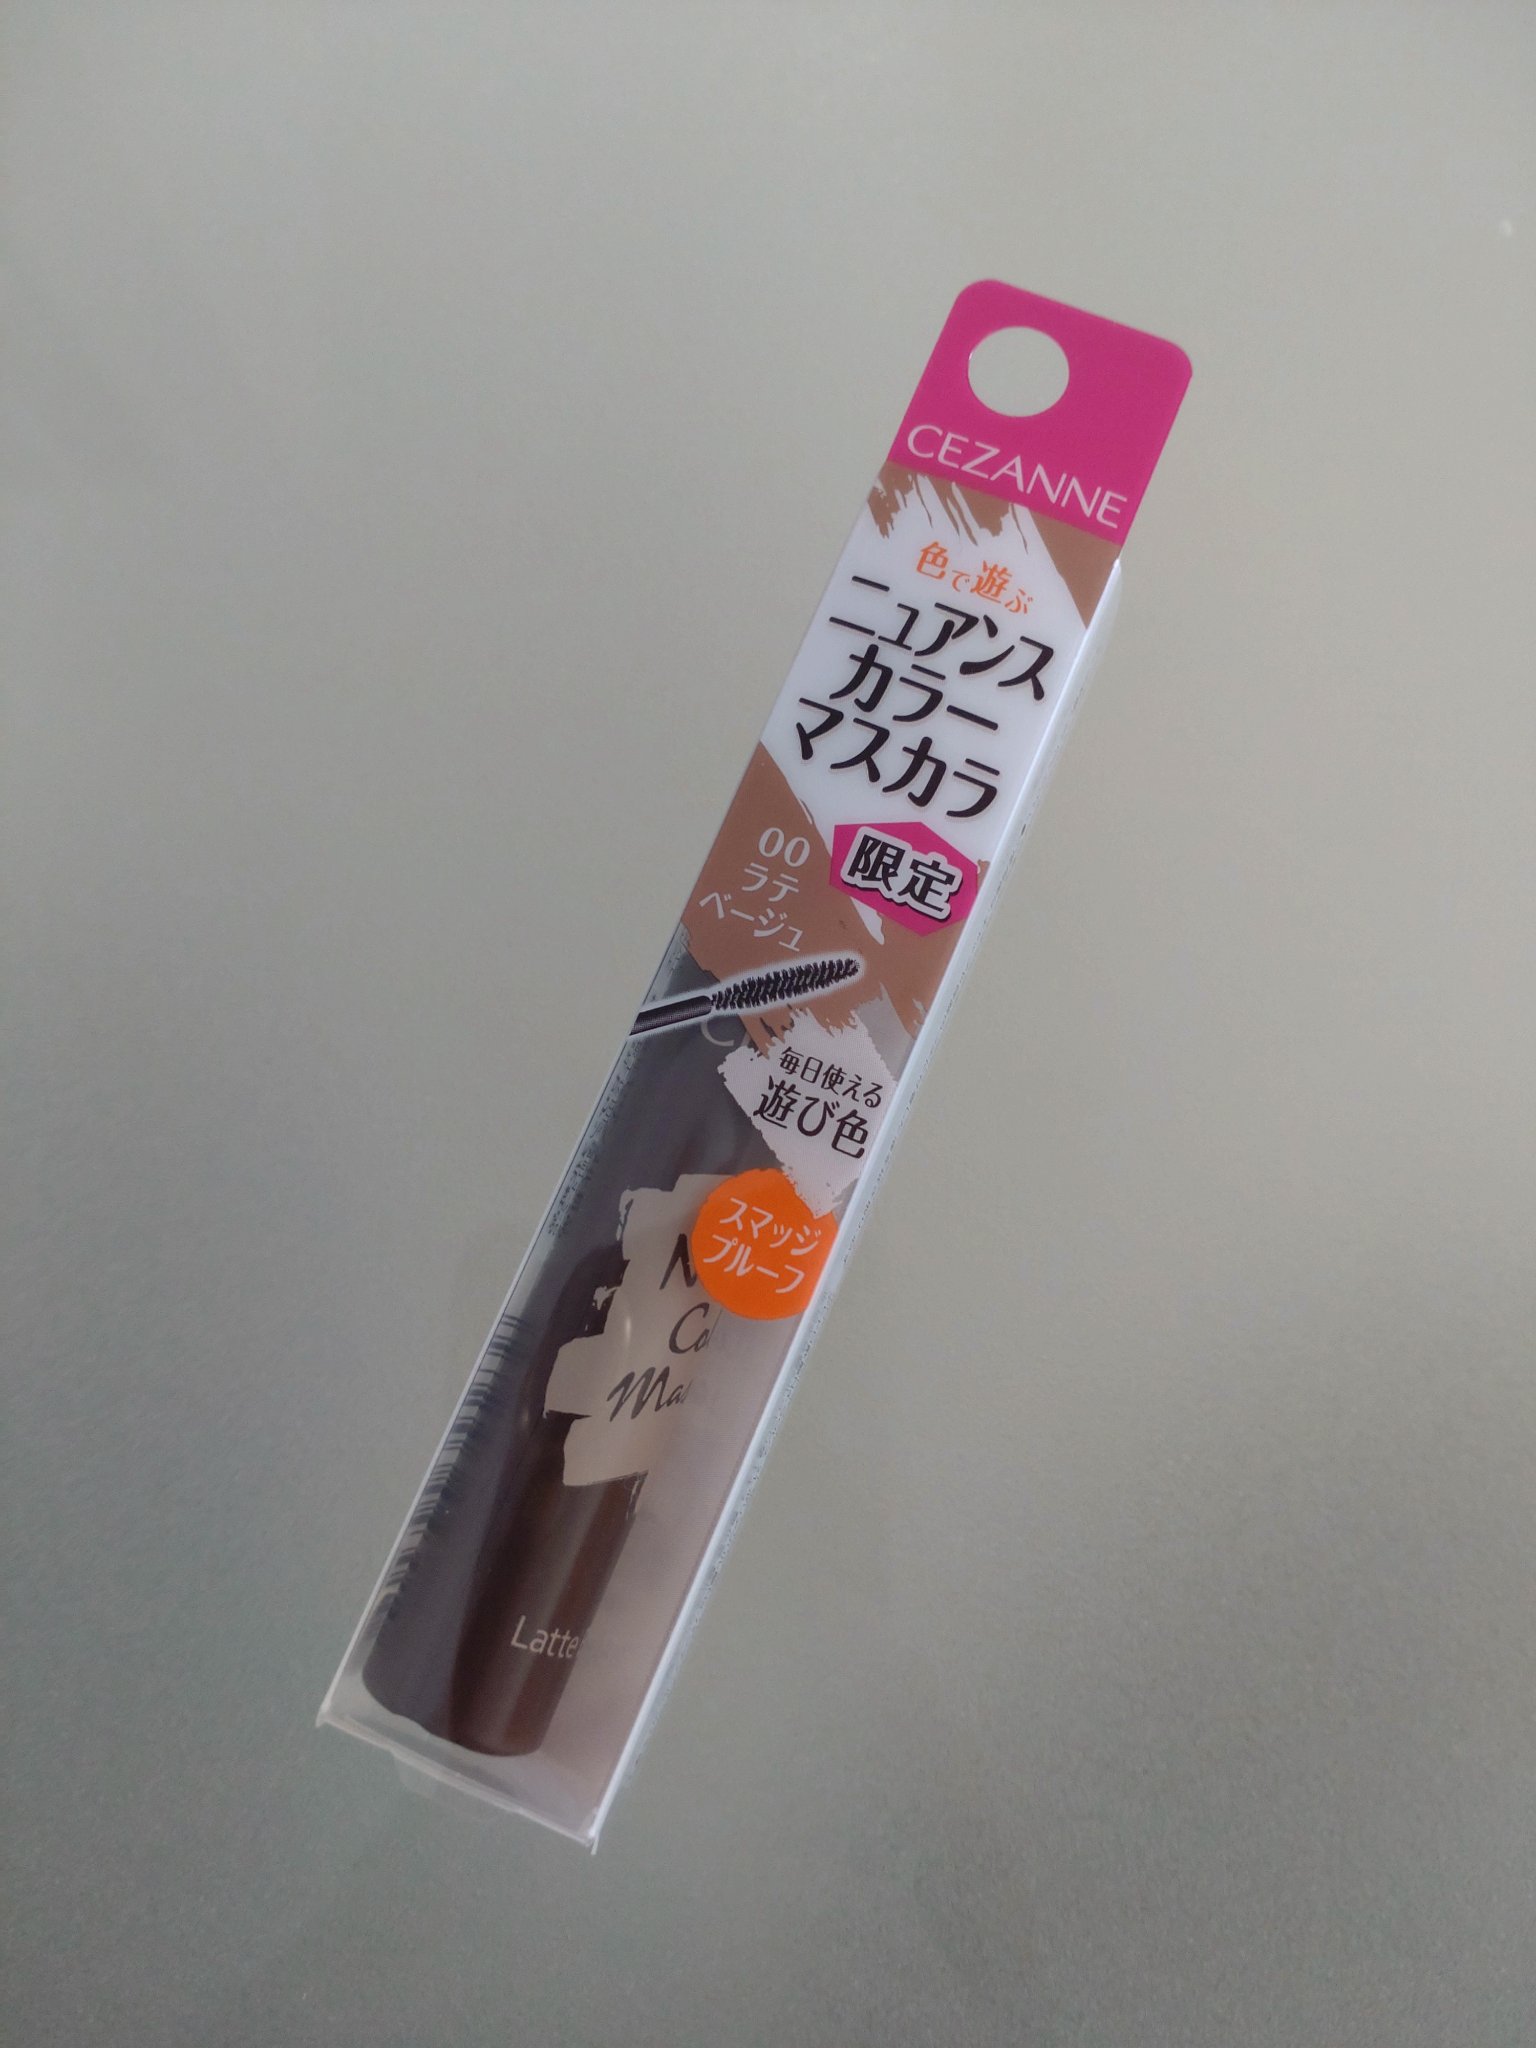 CEZANNE
色で遊ぶ
ニュアンス
カラー
マスカラ
限定
00
ラテ
ベージュ
毎日使える
遊び色
スマッジ
プルーフ
Latte